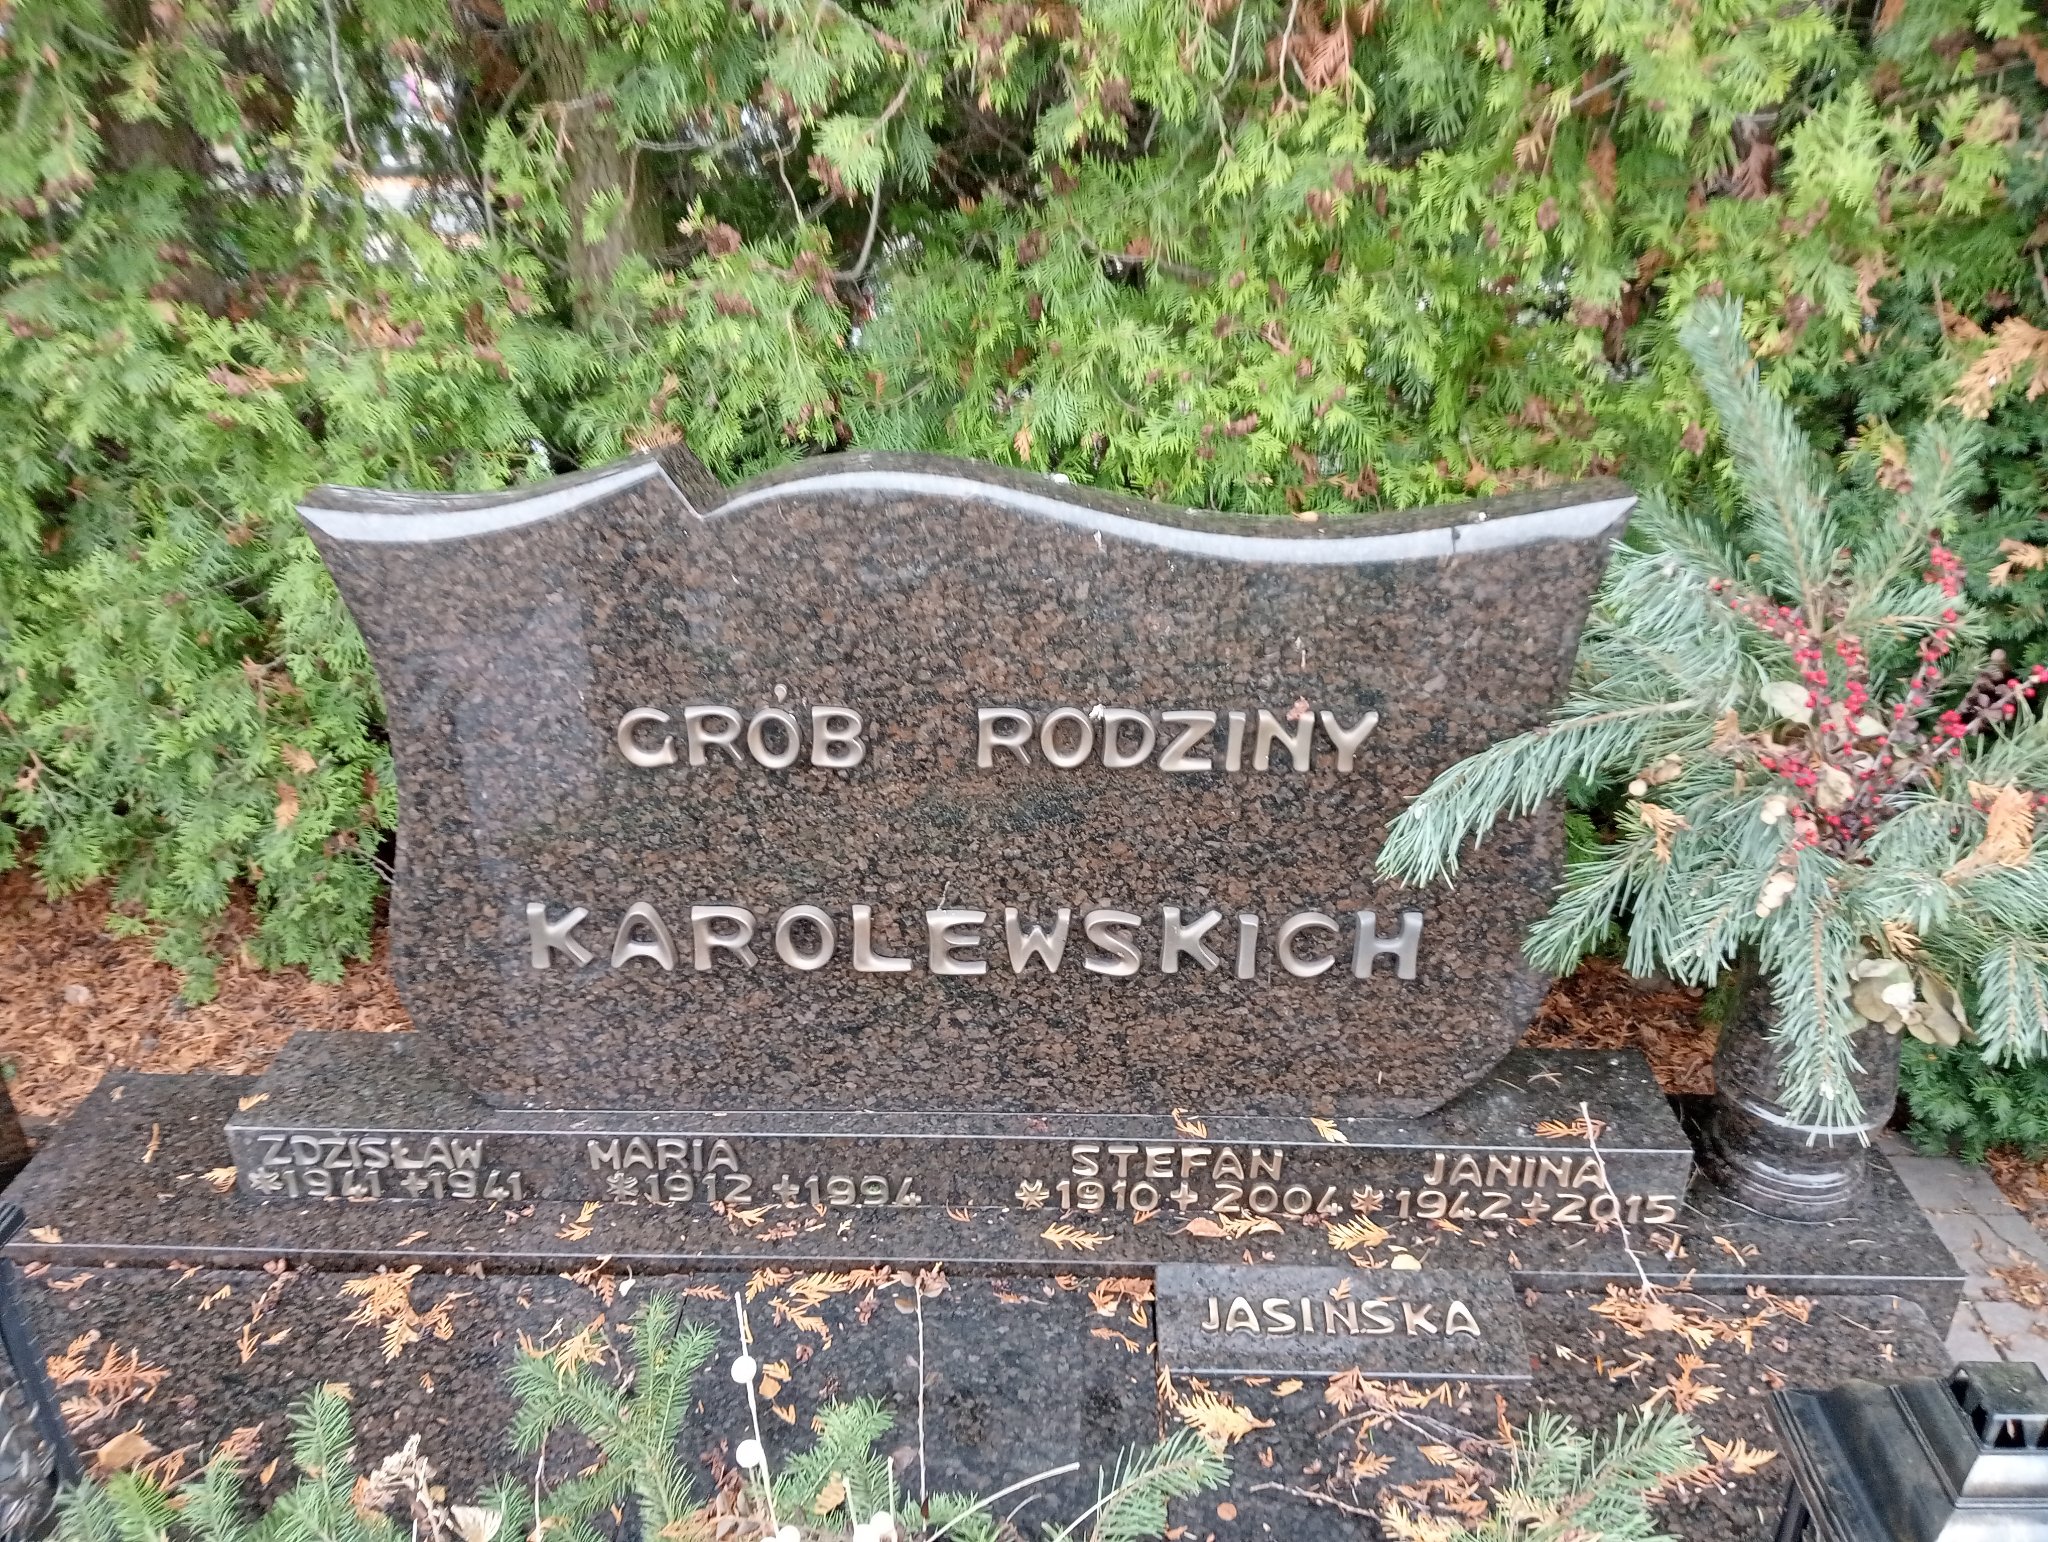 GRÓB RODZINY
KAROLEWSKICH
ZDZISŁAW MARIA STEFAN JANINA
*1941 +1941 *1912 +1994 *1910 + 2004 *1942 +2015
JASIŃSKA